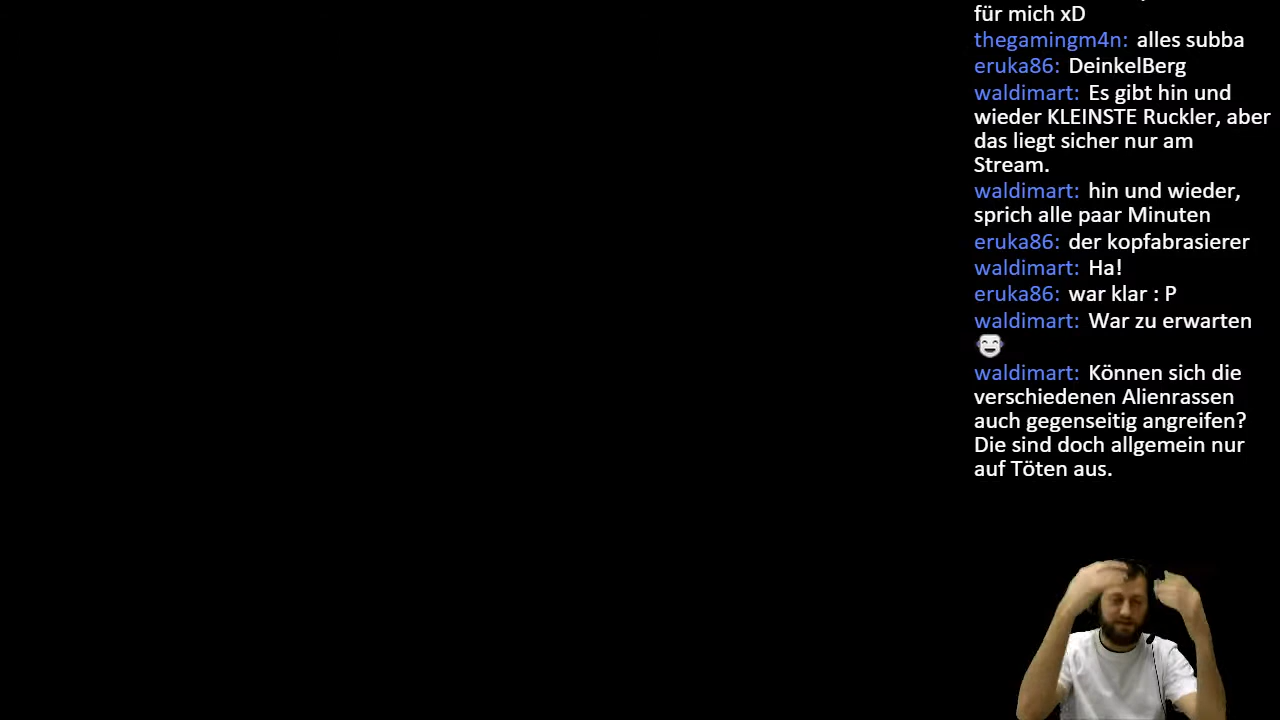 für mich xD
thegamingm4n: alles subba
eruka86: DeinkelBerg
waldimart: Es gibt hin und
wieder KLEINSTE Ruckler, aber
das liegt sicher nur am
Stream.
waldimart: hin und wieder,
sprich alle paar Minuten
eruka86: der kopfabrasierer
waldimart: Ha!
eruka86: war klar : P
waldimart: War zu erwarten
waldimart: Können sich die
verschiedenen Alienrassen
auch gegenseitig angreifen?
Die sind doch allgemein nur
auf Töten aus.